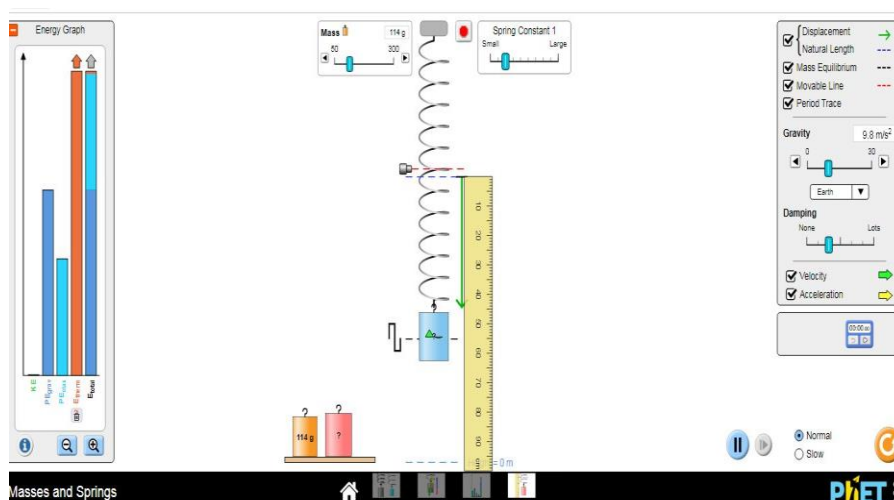 Energy Graph
KE
PEgrav
PEelas
Etherm
Etotal
Mass
114 g
50
300
Spring Constant 1
Small
Large
?
10
20
30
40
50
60
70
80
90
= 0 m
?
114 g
?
?
Displacement
Natural Length
Mass Equilibrium
Movable Line
Period Trace
Gravity
9.8 m/s²
0
30
Earth
Damping
None
Lots
Velocity
Acceleration
00:00.00
Normal
Slow
Masses and Springs
PhET